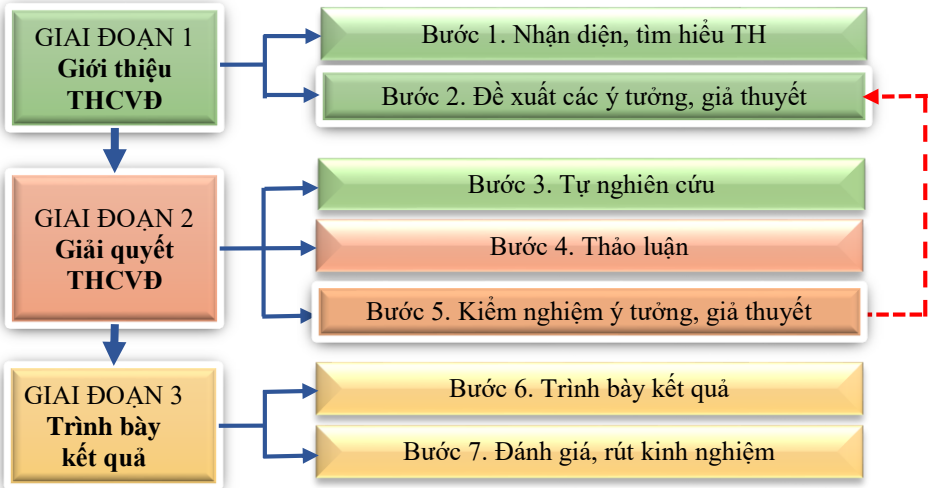 GIAI ĐOẠN 1
Giới thiệu
THCVĐ
Bước 1. Nhận diện, tìm hiểu TH
Bước 2. Đề xuất các ý tưởng, giả thuyết
GIAI ĐOẠN 2
Giải quyết
THCVĐ
Bước 3. Tự nghiên cứu
Bước 4. Thảo luận
Bước 5. Kiểm nghiệm ý tưởng, giả thuyết
GIAI ĐOẠN 3
Trình bày
kết quả
Bước 6. Trình bày kết quả
Bước 7. Đánh giá, rút kinh nghiệm